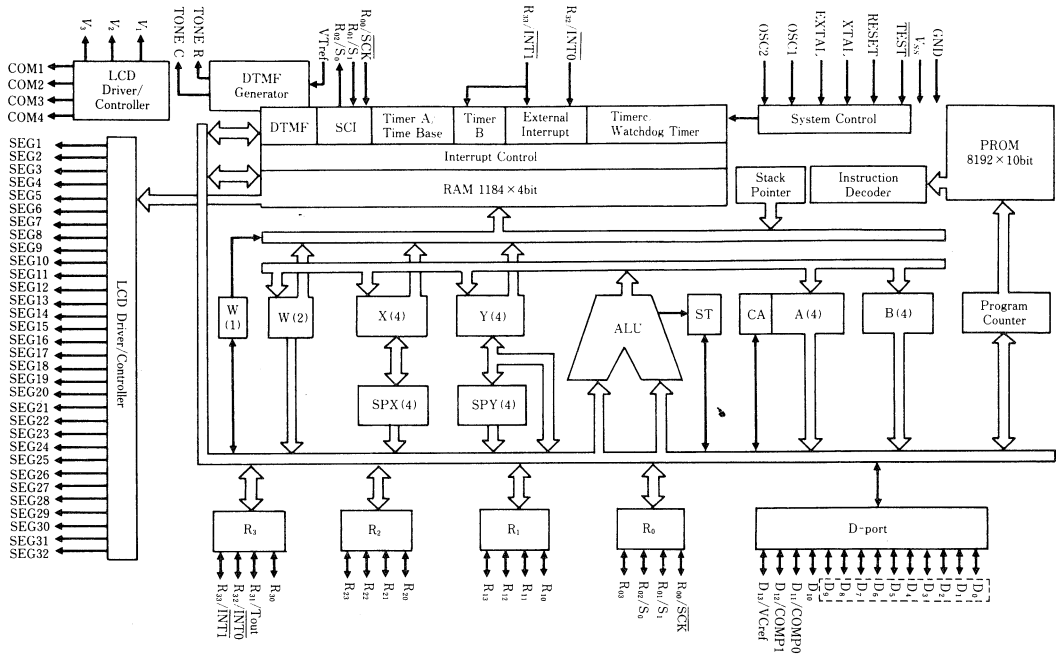 V₃
V₂
V₁
TONE C
TONE R
VTref
R₀₂/S₀
R₀₁/S₁
R₀₀/SCK
R₃₃/INT1
R₃₂/INT0
OSC2
OSC1
EXTAL
XTAL
RESET
TEST
VSS
GND
COM1
COM2
COM3
COM4
LCD
Driver/
Controller
DTMF
Generator
DTMF
SCI
Timer A/
Time Base
Timer
B
External
Interrupt
Timerc
Watchdog Timer
System Control
PROM
8192×10bit
Interrupt Control
RAM 1184×4bit
Stack
Pointer
Instruction
Decoder
SEG1
SEG2
SEG3
SEG4
SEG5
SEG6
SEG7
SEG8
SEG9
SEG10
SEG11
SEG12
SEG13
SEG14
SEG15
SEG16
SEG17
SEG18
SEG19
SEG20
SEG21
SEG22
SEG23
SEG24
SEG25
SEG26
SEG27
SEG28
SEG29
SEG30
SEG31
SEG32
LCD Driver/Controller
W
(1)
W(2)
X(4)
Y(4)
ALU
ST
CA
A(4)
B(4)
Program
Counter
SPX(4)
SPY(4)
R₃
R₂
R₁
R₀
D-port
R₃₃/INT1
R₃₂/INT0
R₃₁/Tout
R₃₀
R₂₃
R₂₂
R₂₁
R₂₀
R₁₃
R₁₂
R₁₁
R₁₀
R₀₃
R₀₂/S₀
R₀₁/S₁
R₀₀/SCK
D₁₃/VCref
D₁₂/COMP1
D₁₁/COMP0
D₁₀
D₉
D₈
D₇
D₆
D₅
D₄
D₃
D₂
D₁
D₀